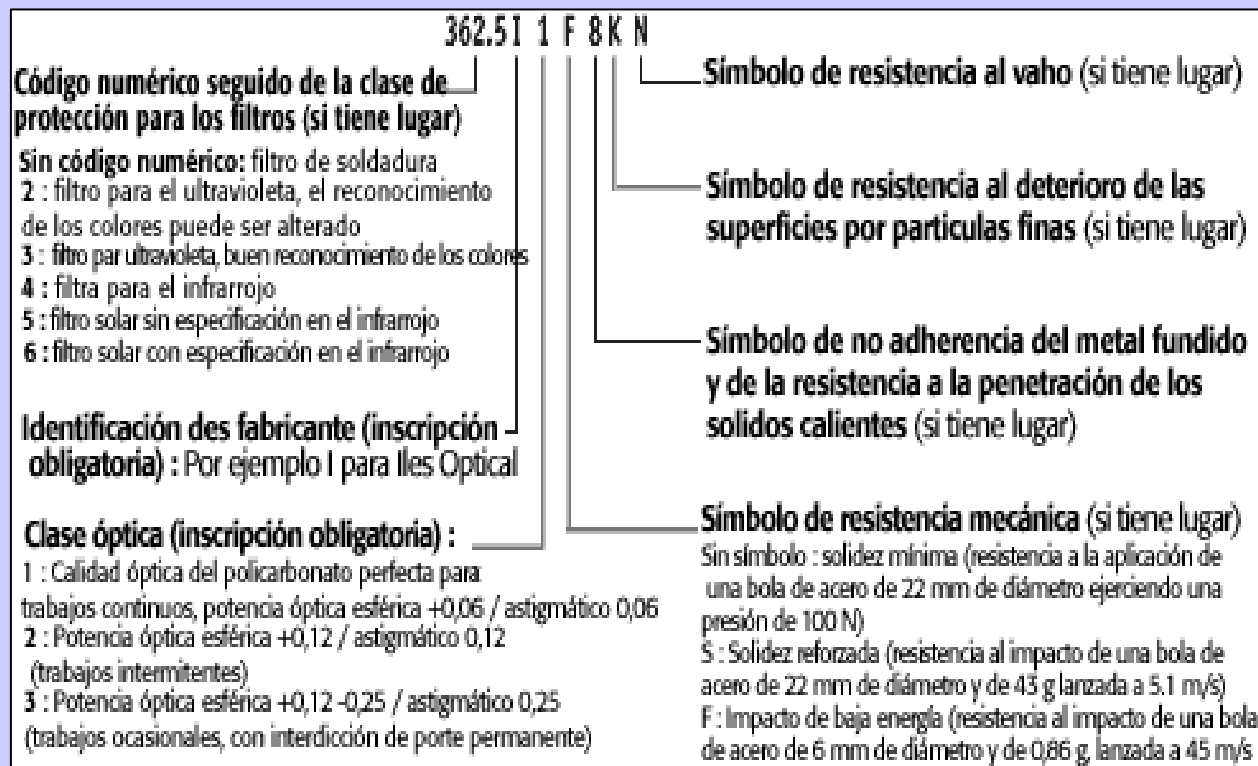 362.5I 1 F 8K N
Código numérico seguido de la clase de
protección para los filtros (si tiene lugar)
Sin código numérico: filtro de soldadura
2 : filtro para el ultravioleta, el reconocimiento
de los colores puede ser alterado
3 : filtro par ultravioleta, buen reconocimiento de los colores
4 : filtra para el infrarrojo
5 : filtro solar sin especificación en el infrarrojo
6 : filtro solar con especificación en el infrarrojo
Identificación des fabricante (inscripción
obligatoria) : Por ejemplo I para Iles Optical
Clase óptica (inscripción obligatoria) :
1 : Calidad óptica del policarbonato perfecta para
trabajos continuos, potencia óptica esférica +0,06 / astigmático 0,06
2 : Potencia óptica esférica +0,12 / astigmático 0,12
(trabajos intermitentes)
3 : Potencia óptica esférica +0,12 -0,25 / astigmático 0,25
(trabajos ocasionales, con interdicción de porte permanente)
Símbolo de resistencia al vaho (si tiene lugar)
Símbolo de resistencia al deterioro de las
superficies por particulas finas (si tiene lugar)
Símbolo de no adherencia del metal fundido
y de la resistencia a la penetración de los
solidos calientes (si tiene lugar)
Símbolo de resistencia mecánica (si tiene lugar)
Sin símbolo : solidez mínima (resistencia a la aplicación de
una bola de acero de 22 mm de diámetro ejerciendo una
presión de 100 N)
S : Solidez reforzada (resistencia al impacto de una bola de
acero de 22 mm de diámetro y de 43 g lanzada a 5.1 m/s)
F : Impacto de baja energía (resistencia al impacto de una bola
de acero de 6 mm de diámetro y de 0,86 g, lanzada a 45 m/s